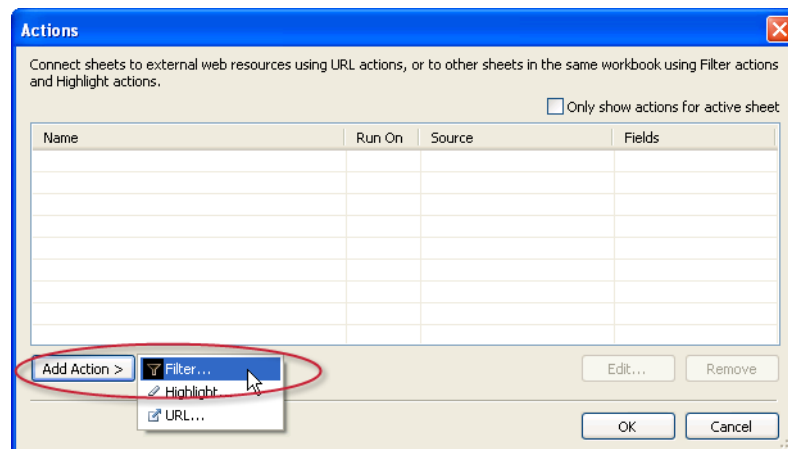 Actions
Connect sheets to external web resources using URL actions, or to other sheets in the same workbook using Filter actions
and Highlight actions.
Only show actions for active sheet
Name Run On Source Fields
Add Action > Filter... Edit... Remove
Highlight...
URL...
OK Cancel